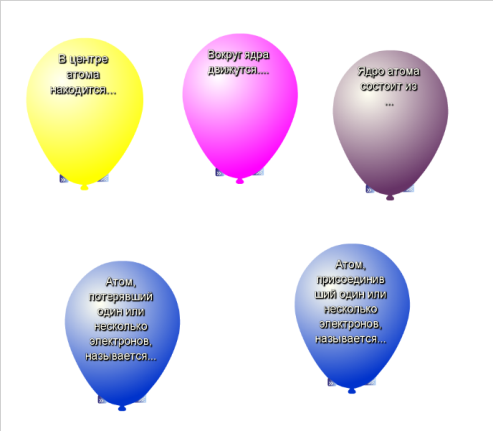 В центре
атома
находится...
Вокруг ядра
движутся....
Ядро атома
состоит из
...
Атом,
потерявший
один или
несколько
электронов,
называется...
Атом,
присоединив
ший один или
несколько
электронов,
называется...